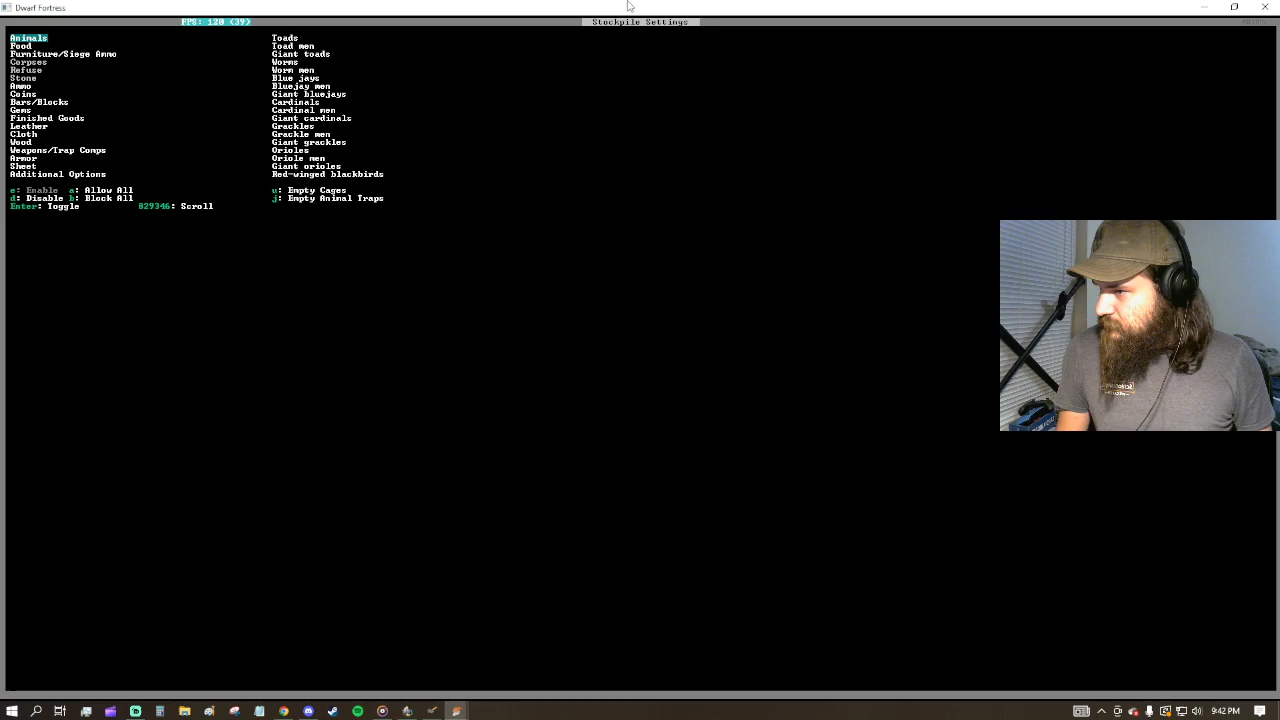 Dwarf Fortress
FPS: 120 (39)
Stockpile Settings
Animals
Food
Furniture/Siege Ammo
Corpses
Refuse
Stone
Ammo
Coins
Bars/Blocks
Gems
Finished Goods
Leather
Cloth
Wood
Weapons/Trap Comps
Armor
Sheet
Additional Options
Toads
Toad men
Giant toads
Worms
Worm men
Blue jays
Bluejay men
Giant bluejays
Cardinals
Cardinal men
Giant cardinals
Grackles
Grackle men
Giant grackles
Orioles
Oriole men
Giant orioles
Red-winged blackbirds
e: Enable a: Allow All
d: Disable b: Block All
Enter: Toggle 829346: Scroll
u: Empty Cages
j: Empty Animal Traps
9:42 PM